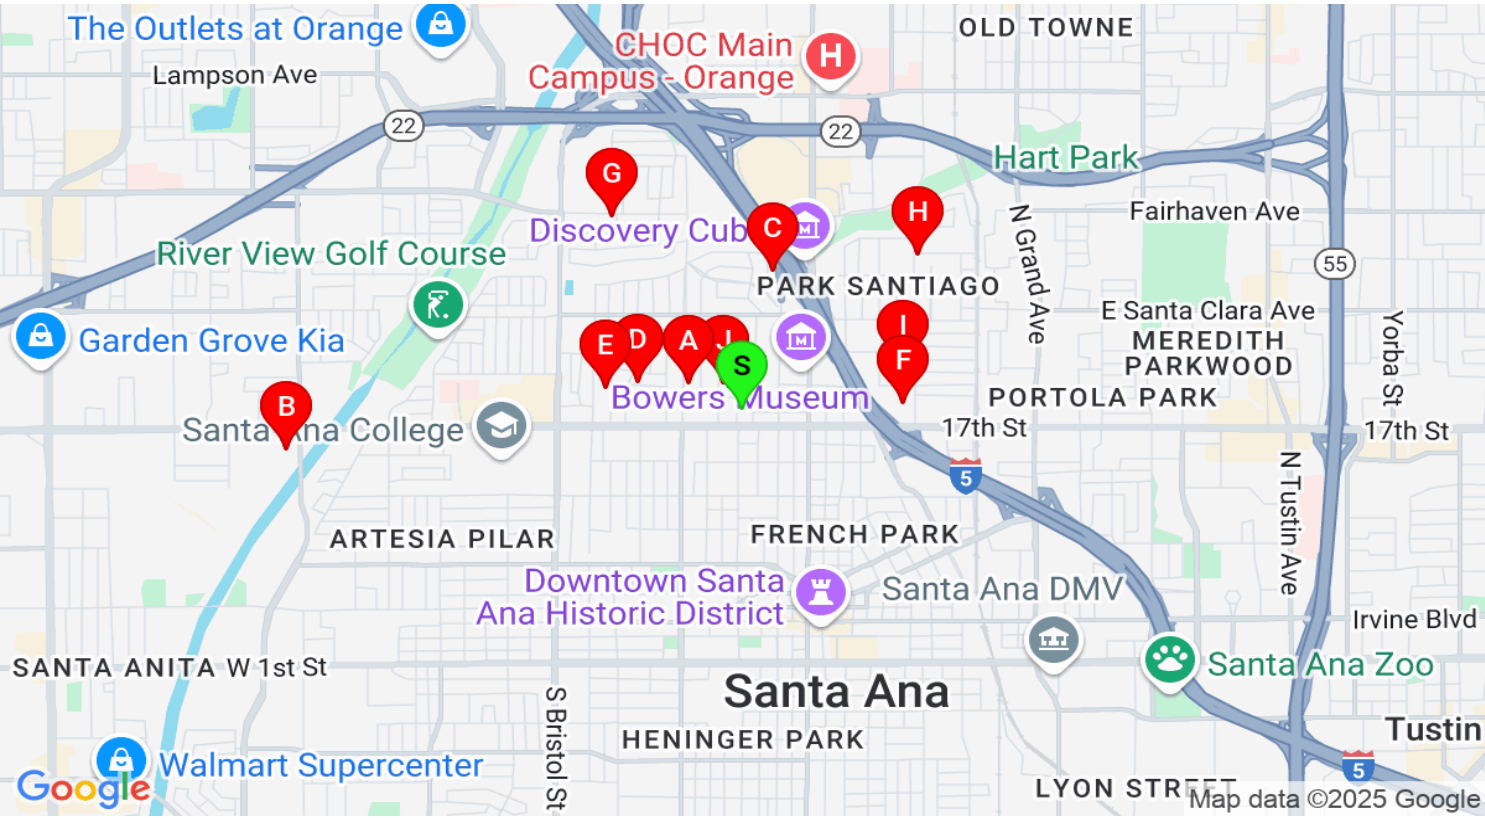 The Outlets at Orange
OLD TOWNE
CHOC Main
Campus - Orange
H
Lampson Ave
22
22
Hart Park
G
H
Fairhaven Ave
N Grand Ave
Discovery Cub
C
River View Golf Course
55
PARK SANTIAGO
E Santa Clara Ave
Yorba St
Garden Grove Kia
E
D
A
J
S
I
F
MEREDITH
PARKWOOD
Bowers Museum
PORTOLA PARK
B
Santa Ana College
17th St
17th St
5
N Tustin Ave
ARTESIA PILAR
FRENCH PARK
Downtown Santa
Ana Historic District
Santa Ana DMV
Irvine Blvd
SANTA ANITA
W 1st St
Santa Ana Zoo
Santa Ana
S Bristol St
HENINGER PARK
Tustin
Walmart Supercenter
5
Google
LYON STREET
Map data ©2025 Google